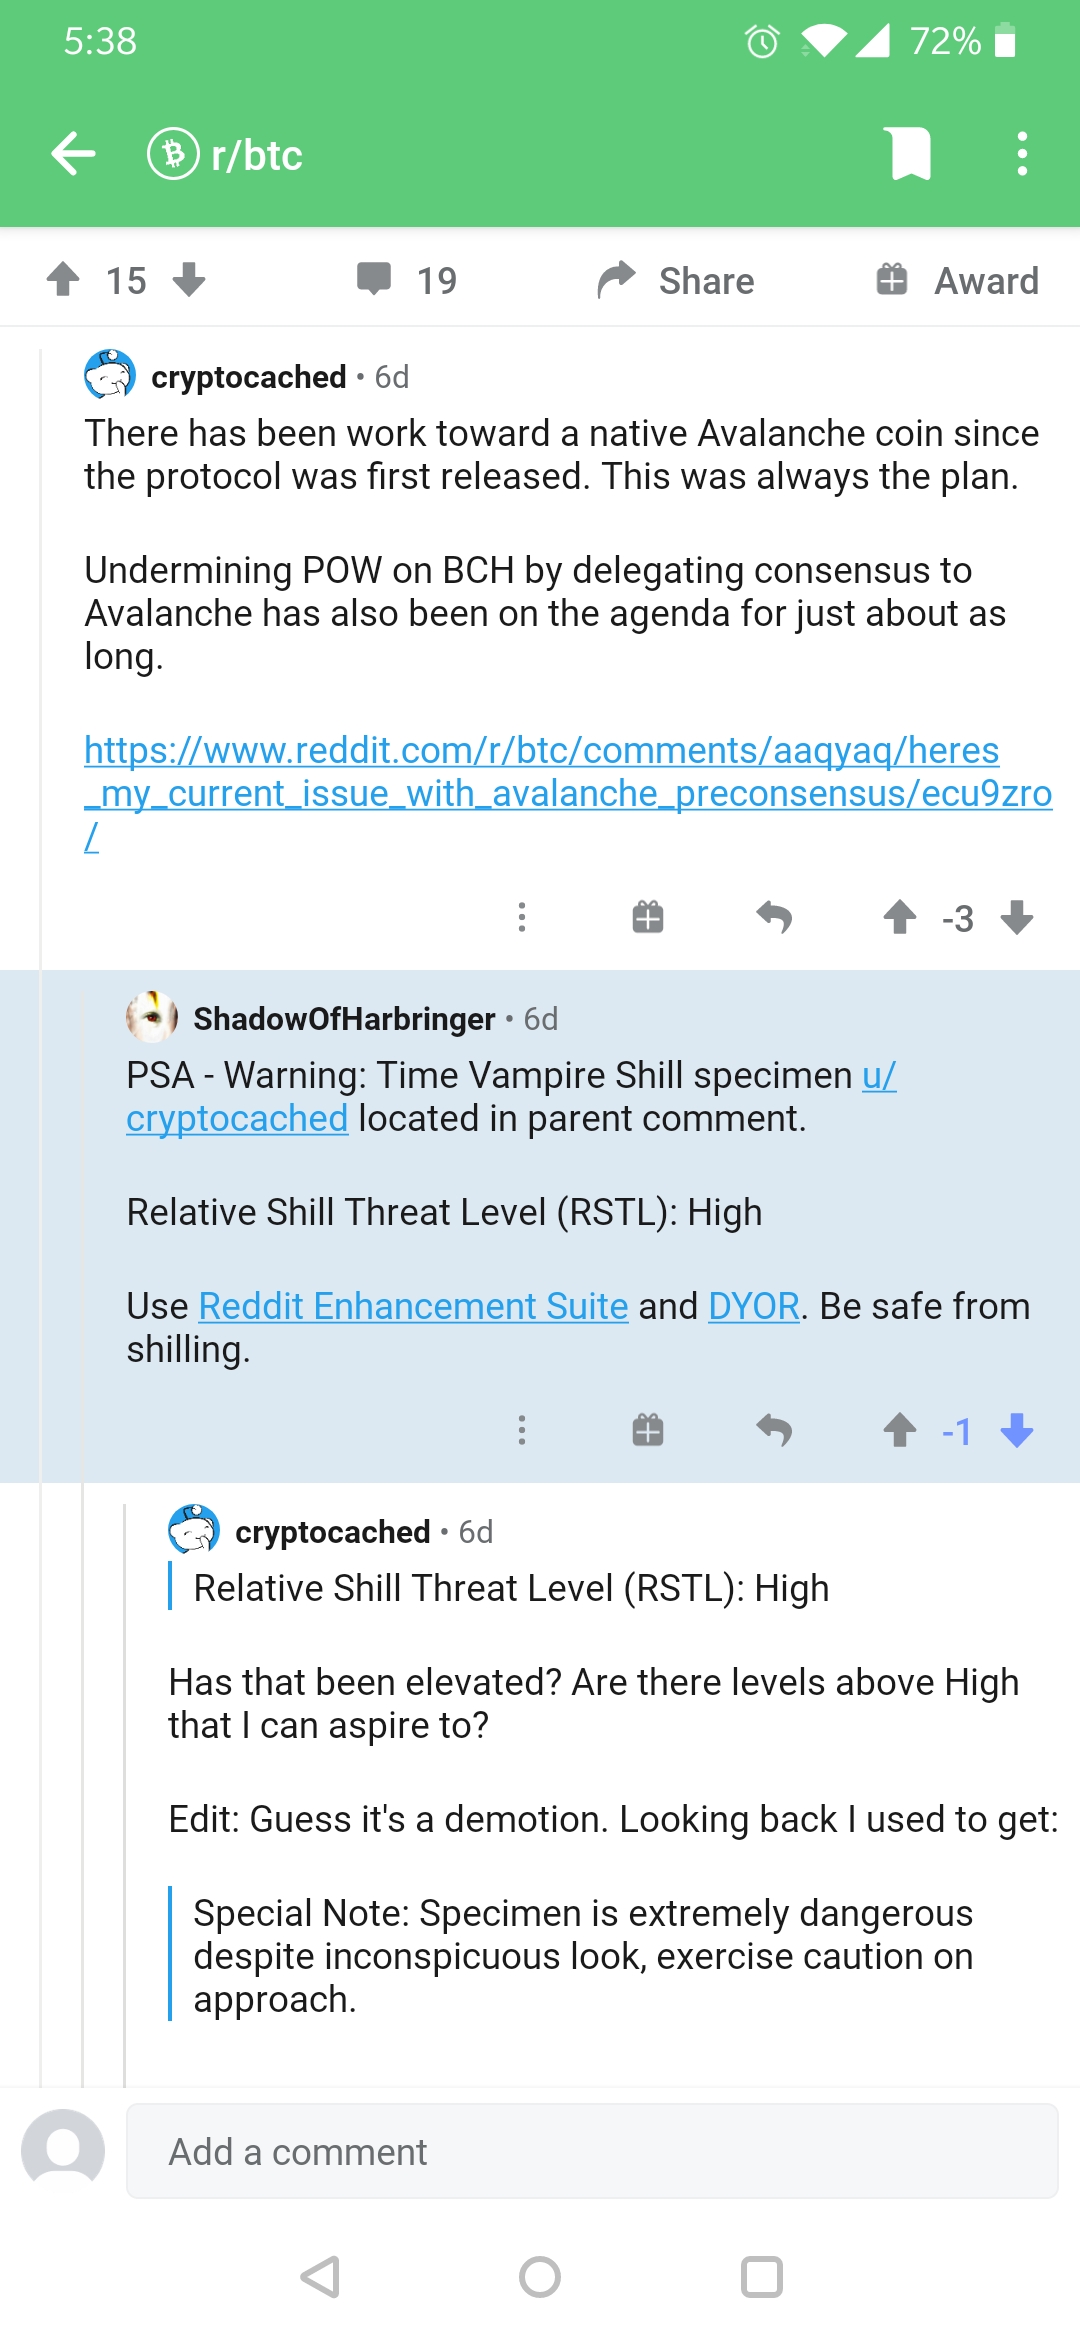 5:38
72%
r/btc
15
19
Share
Award
cryptocached • 6d
There has been work toward a native Avalanche coin since
the protocol was first released. This was always the plan.
Undermining POW on BCH by delegating consensus to
Avalanche has also been on the agenda for just about as
long.
https://www.reddit.com/r/btc/comments/aaqyaq/heres
_my_current_issue_with_avalanche_preconsensus/ecu9zro
/
-3
ShadowOfHarbringer • 6d
PSA - Warning: Time Vampire Shill specimen u/
cryptocached located in parent comment.
Relative Shill Threat Level (RSTL): High
Use Reddit Enhancement Suite and DYOR. Be safe from
shilling.
-1
cryptocached • 6d
Relative Shill Threat Level (RSTL): High
Has that been elevated? Are there levels above High
that I can aspire to?
Edit: Guess it's a demotion. Looking back I used to get:
Special Note: Specimen is extremely dangerous
despite inconspicuous look, exercise caution on
approach.
Add a comment